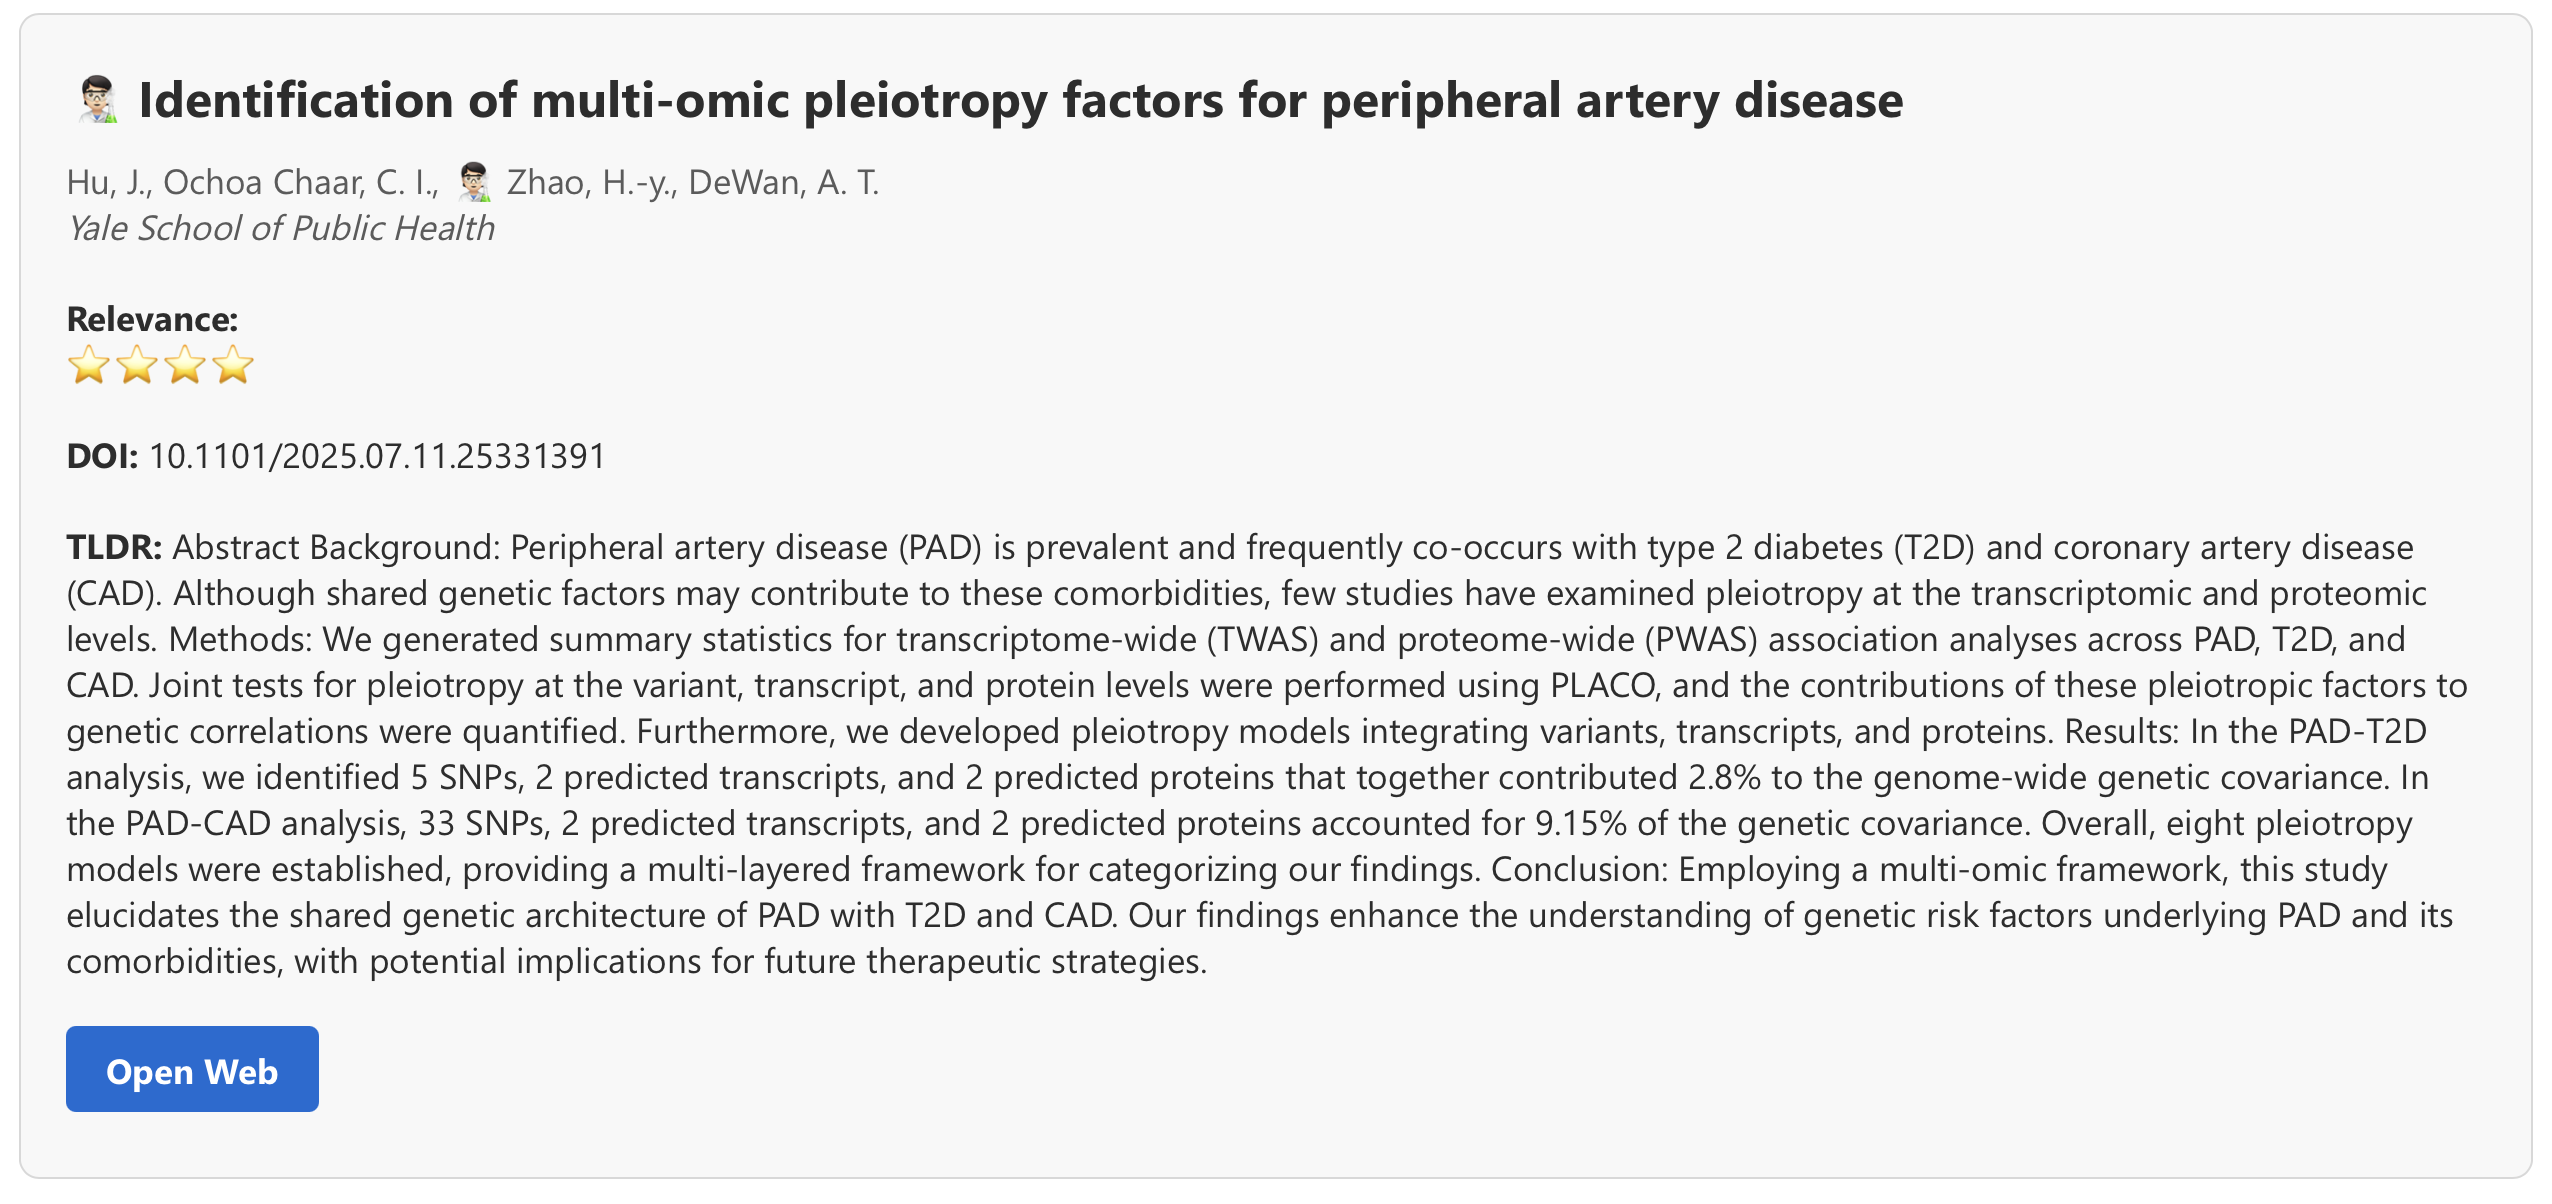 Identification of multi-omic pleiotropy factors for peripheral artery disease
Hu, J., Ochoa Chaar, C. I., Zhao, H.-y., DeWan, A. T.
Yale School of Public Health
Relevance:
DOI: 10.1101/2025.07.11.25331391
TLDR: Abstract Background: Peripheral artery disease (PAD) is prevalent and frequently co-occurs with type 2 diabetes (T2D) and coronary artery disease
(CAD). Although shared genetic factors may contribute to these comorbidities, few studies have examined pleiotropy at the transcriptomic and proteomic
levels. Methods: We generated summary statistics for transcriptome-wide (TWAS) and proteome-wide (PWAS) association analyses across PAD, T2D, and
CAD. Joint tests for pleiotropy at the variant, transcript, and protein levels were performed using PLACO, and the contributions of these pleiotropic factors to
genetic correlations were quantified. Furthermore, we developed pleiotropy models integrating variants, transcripts, and proteins. Results: In the PAD-T2D
analysis, we identified 5 SNPs, 2 predicted transcripts, and 2 predicted proteins that together contributed 2.8% to the genome-wide genetic covariance. In
the PAD-CAD analysis, 33 SNPs, 2 predicted transcripts, and 2 predicted proteins accounted for 9.15% of the genetic covariance. Overall, eight pleiotropy
models were established, providing a multi-layered framework for categorizing our findings. Conclusion: Employing a multi-omic framework, this study
elucidates the shared genetic architecture of PAD with T2D and CAD. Our findings enhance the understanding of genetic risk factors underlying PAD and its
comorbidities, with potential implications for future therapeutic strategies.
Open Web